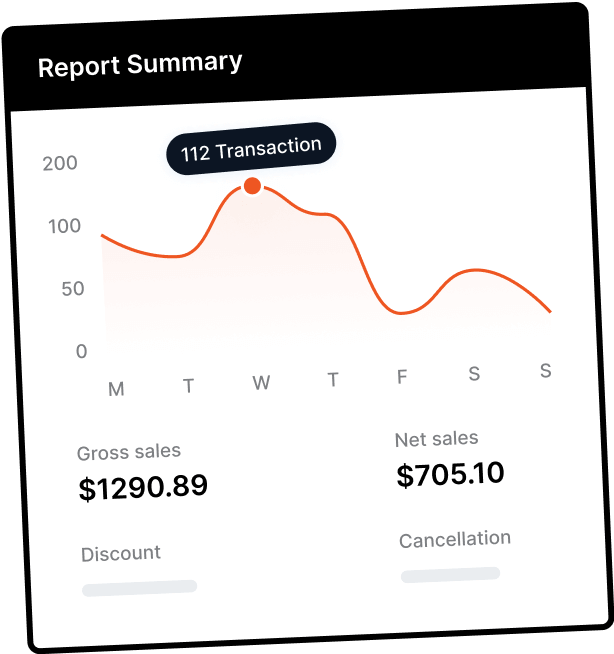 Report Summary
112 Transaction
200
100
50
0
M T W T F S S
Gross sales
$1290.89
Net sales
$705.10
Discount
Cancellation